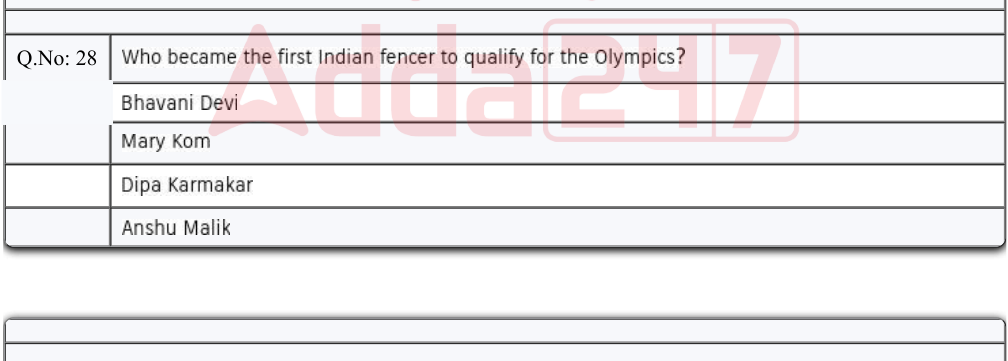 Q.No: 28 Who became the first Indian fencer to qualify for the Olympics?
Bhavani Devi
Mary Kom
Dipa Karmakar
Anshu Malik
Adda247